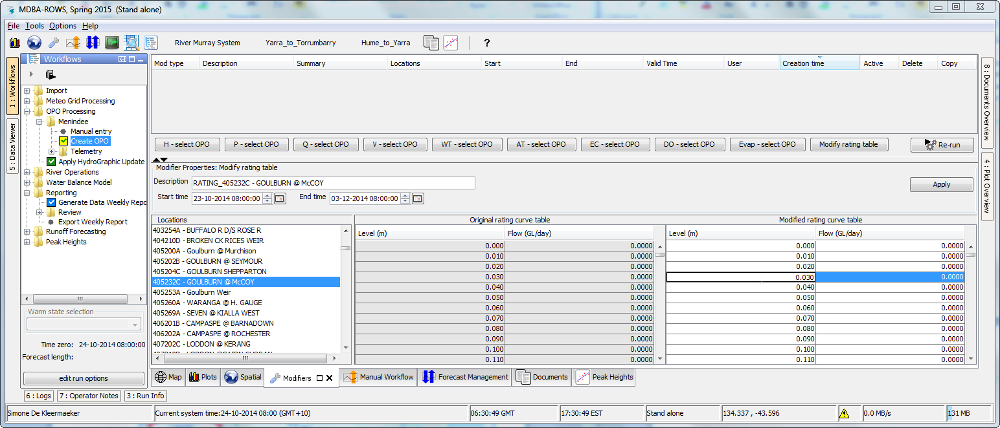 MDBA-ROWS, Spring 2015 (Stand alone)
File Tools Options Help
River Murray System Yarra_to_Torrumbarry Hume_to_Yarra ?
1 : Workflows
5 : Data Viewer
Workflows
Import
Meteo Grid Processing
OPO Processing
Menindee
Manual entry
Create OPO
Telemetry
Apply HydroGraphic Update
River Operations
Water Balance Model
Reporting
Generate Data Weekly Repo
Review
Export Weekly Report
Runoff Forecasting
Peak Heights
Warm state selection
Time zero: 24-10-2014 08:00:00
Forecast length:
edit run options
Mod type Description Summary Locations Start End Valid Time User Creation time Active Delete Copy
H - select OPO P - select OPO Q - select OPO V - select OPO WT - select OPO AT - select OPO EC - select OPO DO - select OPO Evap - select OPO Modify rating table Re-run
Modifier Properties: Modify rating table
Description RATING_405232C - GOULBURN @ McCOY
Apply
Start time 23-10-2014 08:00:00 End time 03-12-2014 08:00:00
Locations
403254A - BUFFALO R D/S ROSE R
404210D - BROKEN CK RICES WEIR
405200A - Goulburn @ Murchison
405202B - GOULBURN @ SEYMOUR
405204C - GOULBURN SHEPPARTON
405232C - GOULBURN @ McCOY
405253A - Goulburn Weir
405260A - WARANGA @ H. GAUGE
405269A - SEVEN @ KIALLA WEST
406201B - CAMPASPE @ BARNADOWN
406202A - CAMPASPE @ ROCHESTER
407202C - LODDON @ KERANG
Original rating curve table
Level (m) Flow (GL/day)
0.000 0.0000
0.010 0.0000
0.020 0.0000
0.030 0.0000
0.040 0.0000
0.050 0.0000
0.060 0.0000
0.070 0.0000
0.080 0.0000
0.090 0.0000
0.100 0.0000
0.110 0.0000
Modified rating curve table
Level (m) Flow (GL/day)
0.000 0.0000
0.010 0.0000
0.020 0.0000
0.030 0.0000
0.040 0.0000
0.050 0.0000
0.060 0.0000
0.070 0.0000
0.080 0.0000
0.090 0.0000
0.100 0.0000
0.110 0.0000
8 : Documents Overview
4 : Plot Overview
Map Plots Spatial Modifiers Manual Workflow Forecast Management Documents Peak Heights
6 : Logs 7 : Operator Notes 3 : Run Info
Simone De Kleermaeker Current system time:24-10-2014 08:00 (GMT+10) 06:30:49 GMT 17:30:49 EST Stand alone 134.337 , -43.596 0.0 MB/s 131 MB